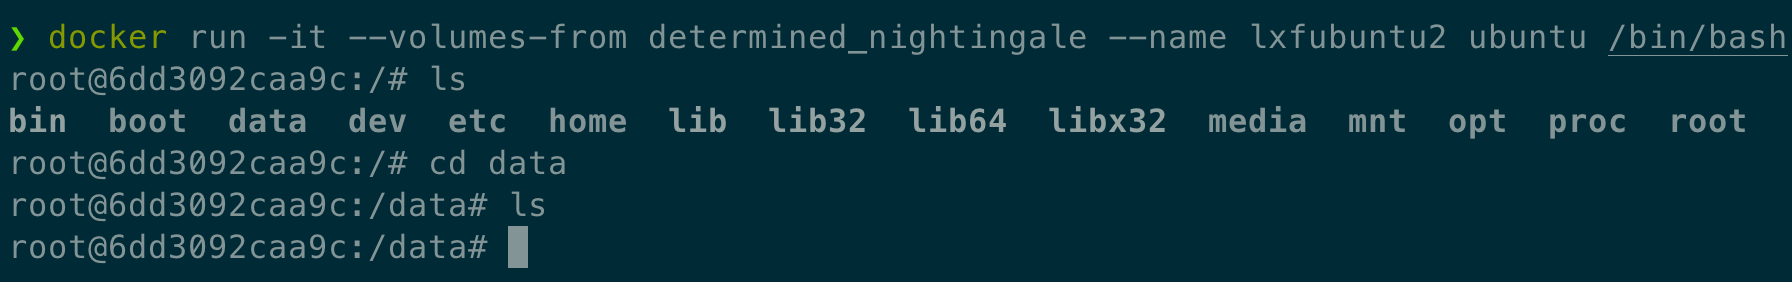 ❯ docker run -it --volumes-from determined_nightingale --name lxfubuntu2 ubuntu /bin/bash
root@6dd3092caa9c:/# ls
bin  boot  data  dev  etc  home  lib  lib32  lib64  libx32  media  mnt  opt  proc  root
root@6dd3092caa9c:/# cd data
root@6dd3092caa9c:/data# ls
root@6dd3092caa9c:/data#